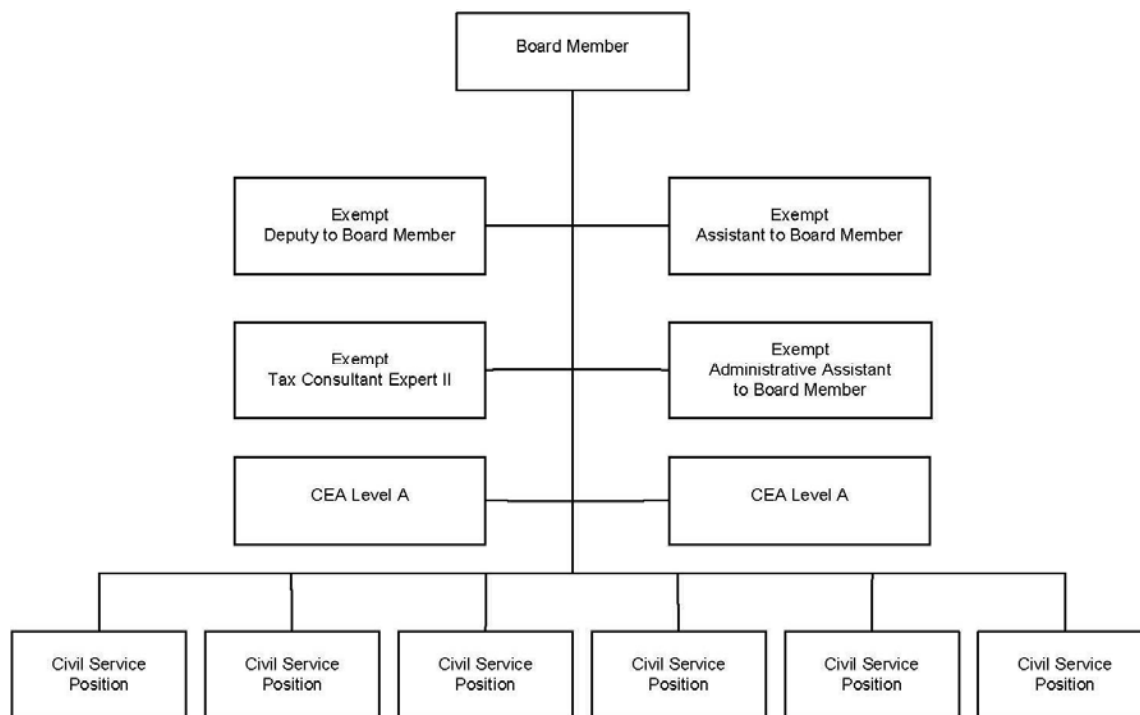 Board Member
Exempt
Deputy to Board Member
Exempt
Assistant to Board Member
Exempt
Tax Consultant Expert II
Exempt
Administrative Assistant
to Board Member
CEA Level A
CEA Level A
Civil Service
Position
Civil Service
Position
Civil Service
Position
Civil Service
Position
Civil Service
Position
Civil Service
Position